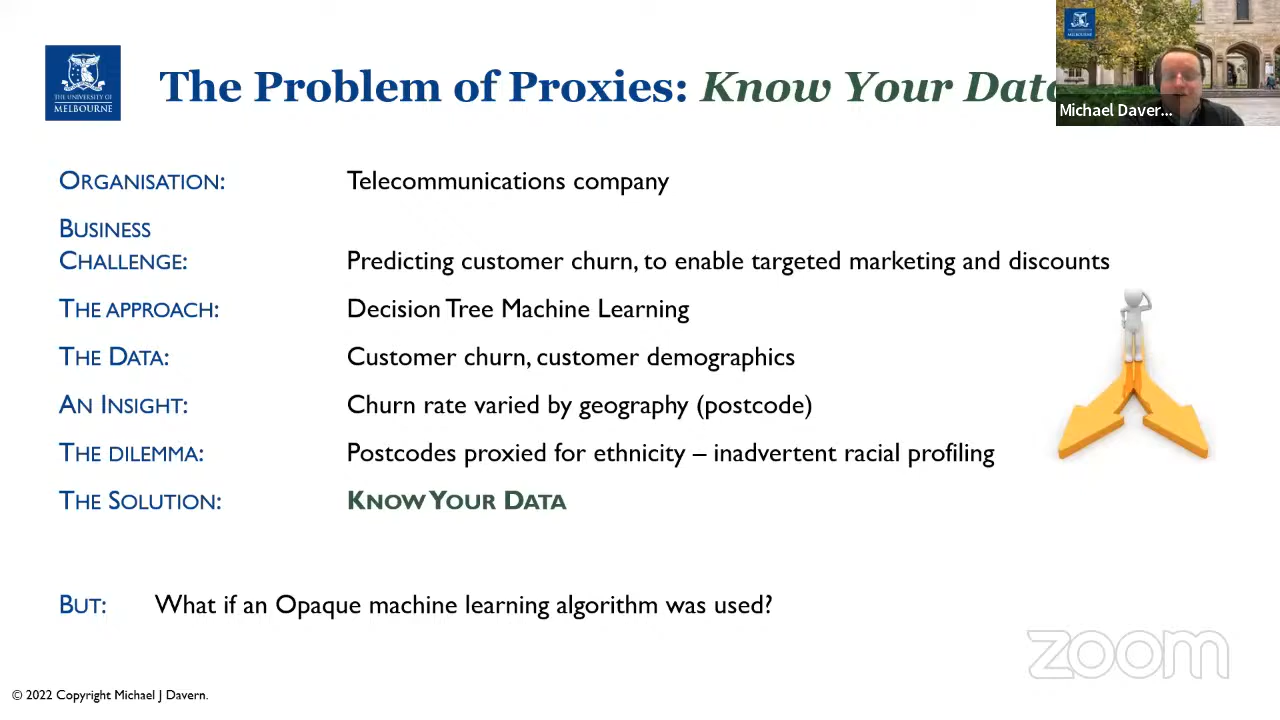 The Problem of Proxies: Know Your Data
THE UNIVERSITY OF
MELBOURNE
MELBOURNE
Michael Daver...
ORGANISATION: Telecommunications company
BUSINESS
CHALLENGE: Predicting customer churn, to enable targeted marketing and discounts
THE APPROACH: Decision Tree Machine Learning
THE DATA: Customer churn, customer demographics
AN INSIGHT: Churn rate varied by geography (postcode)
THE DILEMMA: Postcodes proxied for ethnicity – inadvertent racial profiling
THE SOLUTION: KNOW YOUR DATA
BUT: What if an Opaque machine learning algorithm was used?
zoom
© 2022 Copyright Michael J Davern.